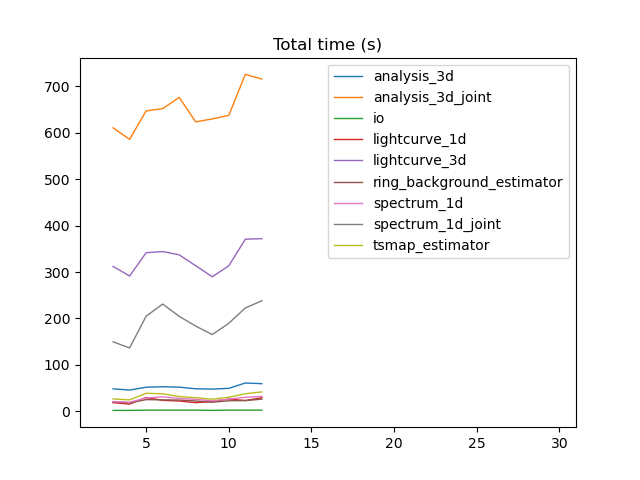 Total time (s)
700
600
500
400
300
200
100
0
5
10
15
20
25
30
analysis_3d
analysis_3d_joint
io
lightcurve_1d
lightcurve_3d
ring_background_estimator
spectrum_1d
spectrum_1d_joint
tsmap_estimator